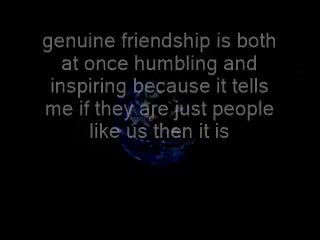 genuine friendship is both
at once humbling and
inspiring because it tells
me if they are just people
like us then it is